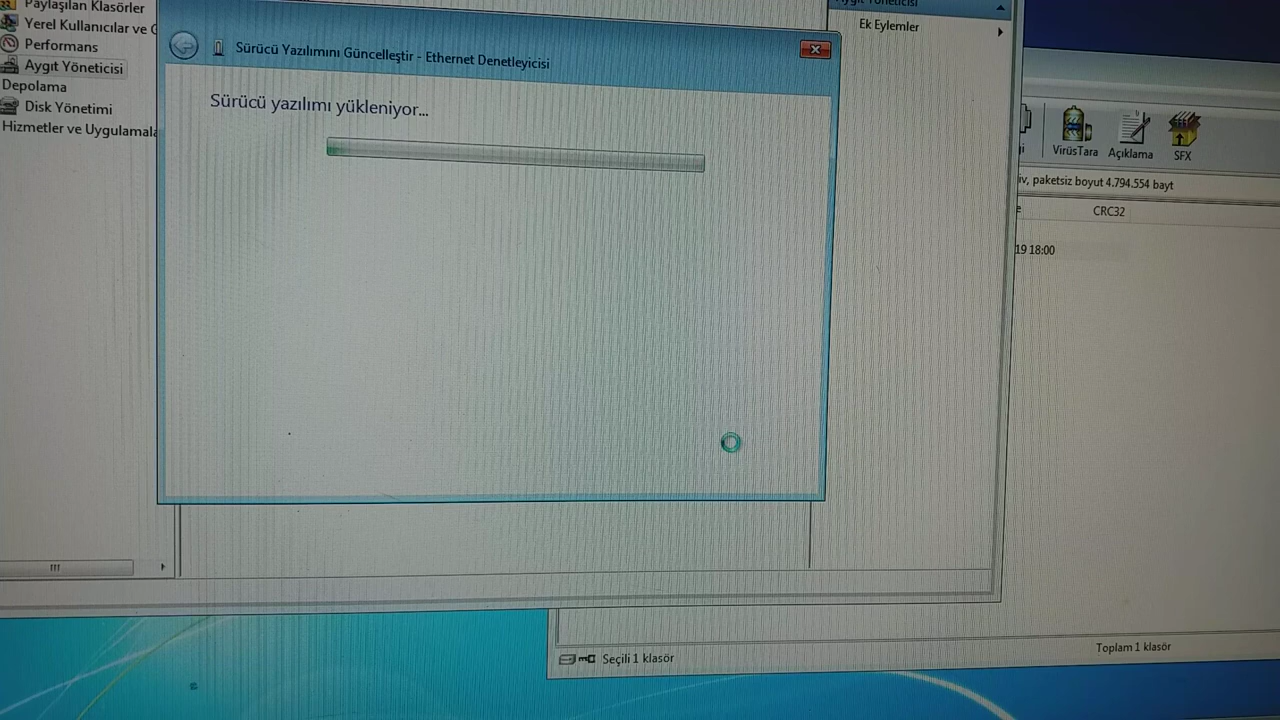 Paylaşılan Klasörler
Yerel Kullanıcılar ve
Performans
Aygıt Yöneticisi
Depolama
Disk Yönetimi
Hizmetler ve Uygulamala
Sürücü Yazılımını Güncelleştir - Ethernet Denetleyicisi
Sürücü yazılımı yükleniyor...
Aygıt Yöneticisi
Ek Eylemler
VirüsTara
Açıklama
SFX
iv, paketsiz boyut 4.794.554 bayt
CRC32
19 18:00
Seçili 1 klasör
Toplam 1 klasör